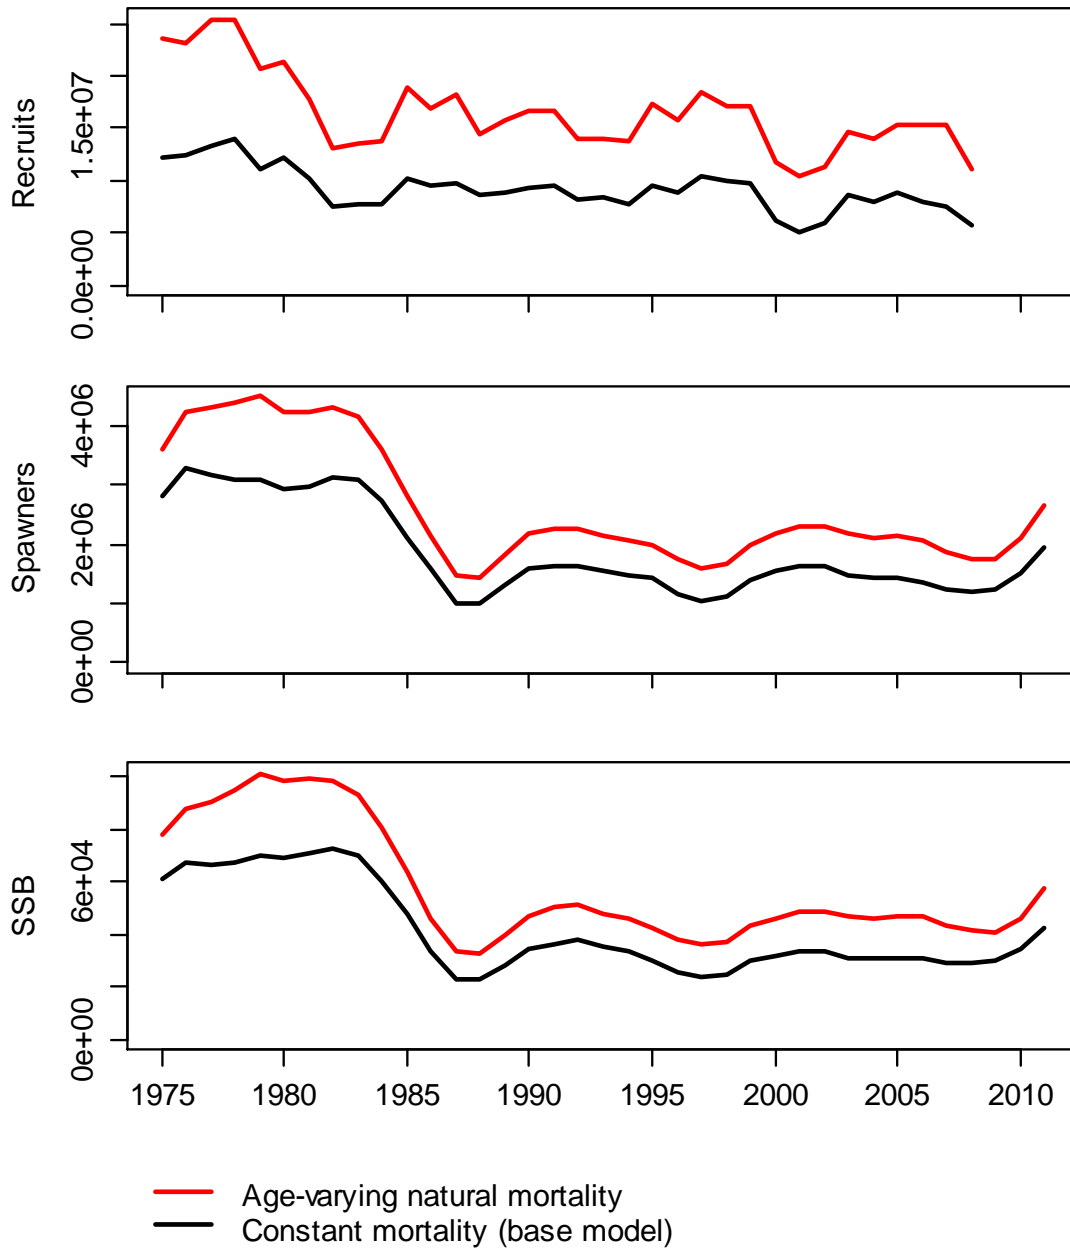 Recruits
1.5e+07
0.0e+00
Spawners
4e+06
2e+06
0e+00
SSB
6e+04
0e+00
1975 1980 1985 1990 1995 2000 2005 2010
Age-varying natural mortality
Constant mortality (base model)